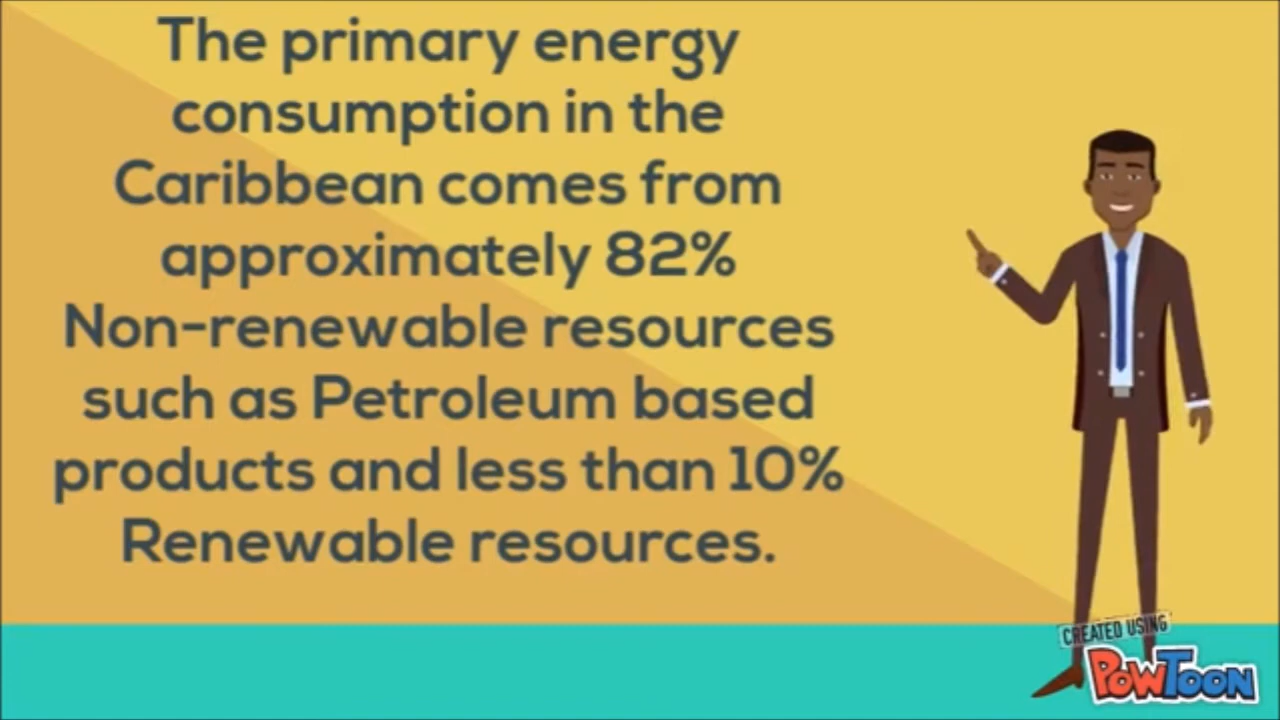 The primary energy
consumption in the
Caribbean comes from
approximately 82%
Non-renewable resources
such as Petroleum based
products and less than 10%
Renewable resources.
CREATED USING
POWTOON